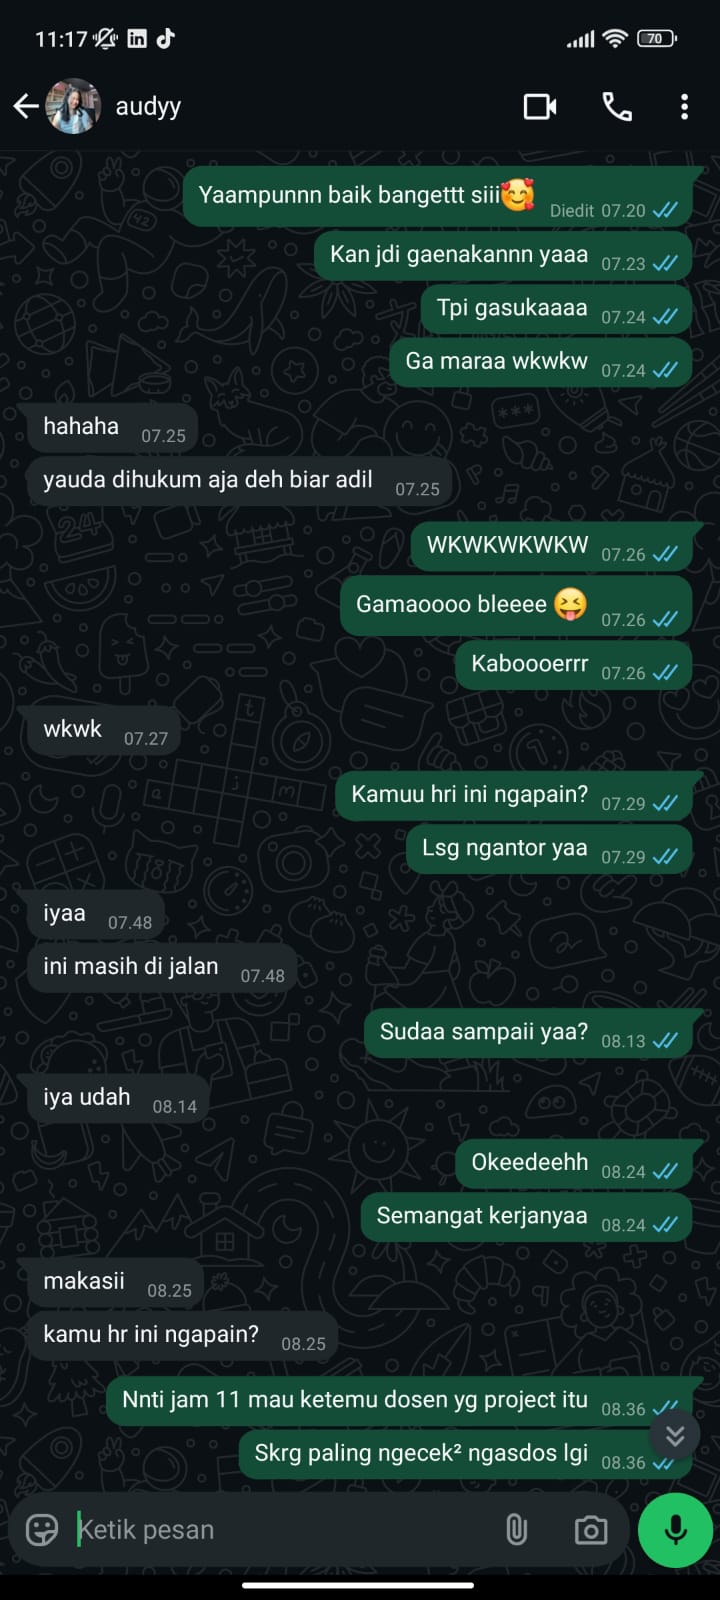 11:17
70
audyy
Yaampunnn baik bangettt siii🥰 Diedit 07.20
Kan jdi gaenakannn yaaa 07.23
Tpi gasukaaaa 07.24
Ga maraa wkwkw 07.24
hahaha 07.25
yauda dihukum aja deh biar adil 07.25
WKWKWKWKW 07.26
Gamaoooo bleeee 😝 07.26
Kaboooerrr 07.26
wkwk 07.27
Kamuu hri ini ngapain? 07.29
Lsg ngantor yaa 07.29
iyaa 07.48
ini masih di jalan 07.48
Sudaa sampaii yaa? 08.13
iya udah 08.14
Okeedeehh 08.24
Semangat kerjanyaa 08.24
makasii 08.25
kamu hr ini ngapain? 08.25
Nnti jam 11 mau ketemu dosen yg project itu 08.36
Skrg paling ngecek² ngasdos lgi 08.36
Ketik pesan